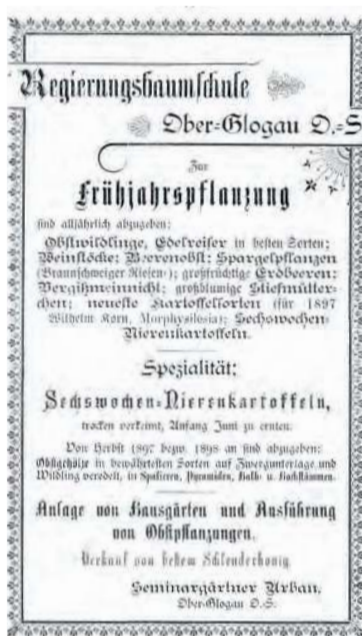 Regierungsbaumschule
Ober-Glogau O.-S
Zur
Frühjahrspflanzung
sind alljährlich abzugeben:
Obstwildlinge, Edelreiser in besten Sorten;
Weinstöcke; Beerenobst; Spargelpflanzen
(Braunschweiger Riesen-); großfrüchtige Erdbeeren;
Vergißmeinnicht; großblumige Stiefmütter-
chen; neueste Kartoffelsorten (für 1897
Wilhelm Korn, Sechswochen-
Nierenkartoffeln.
Spezialität:
Sechswochen-Nierenkartoffeln,
trocken verkeimt, Anfang Juni zu ernten.
Von Herbst 1897 bezw. 1898 an sind abzugeben:
Obstgehölze in bewährtesten Sorten auf Zwergunterlage und
Wildling veredelt, in Spalieren, Pyramiden, Halb- u. Hochstämmen.
Anlage von Hausgärten und Ausführung
von Obstpflanzungen.
Verkauf von bestem Schleuderhonig
Seminargärtner Urban,
Ober-Glogau O.-S.